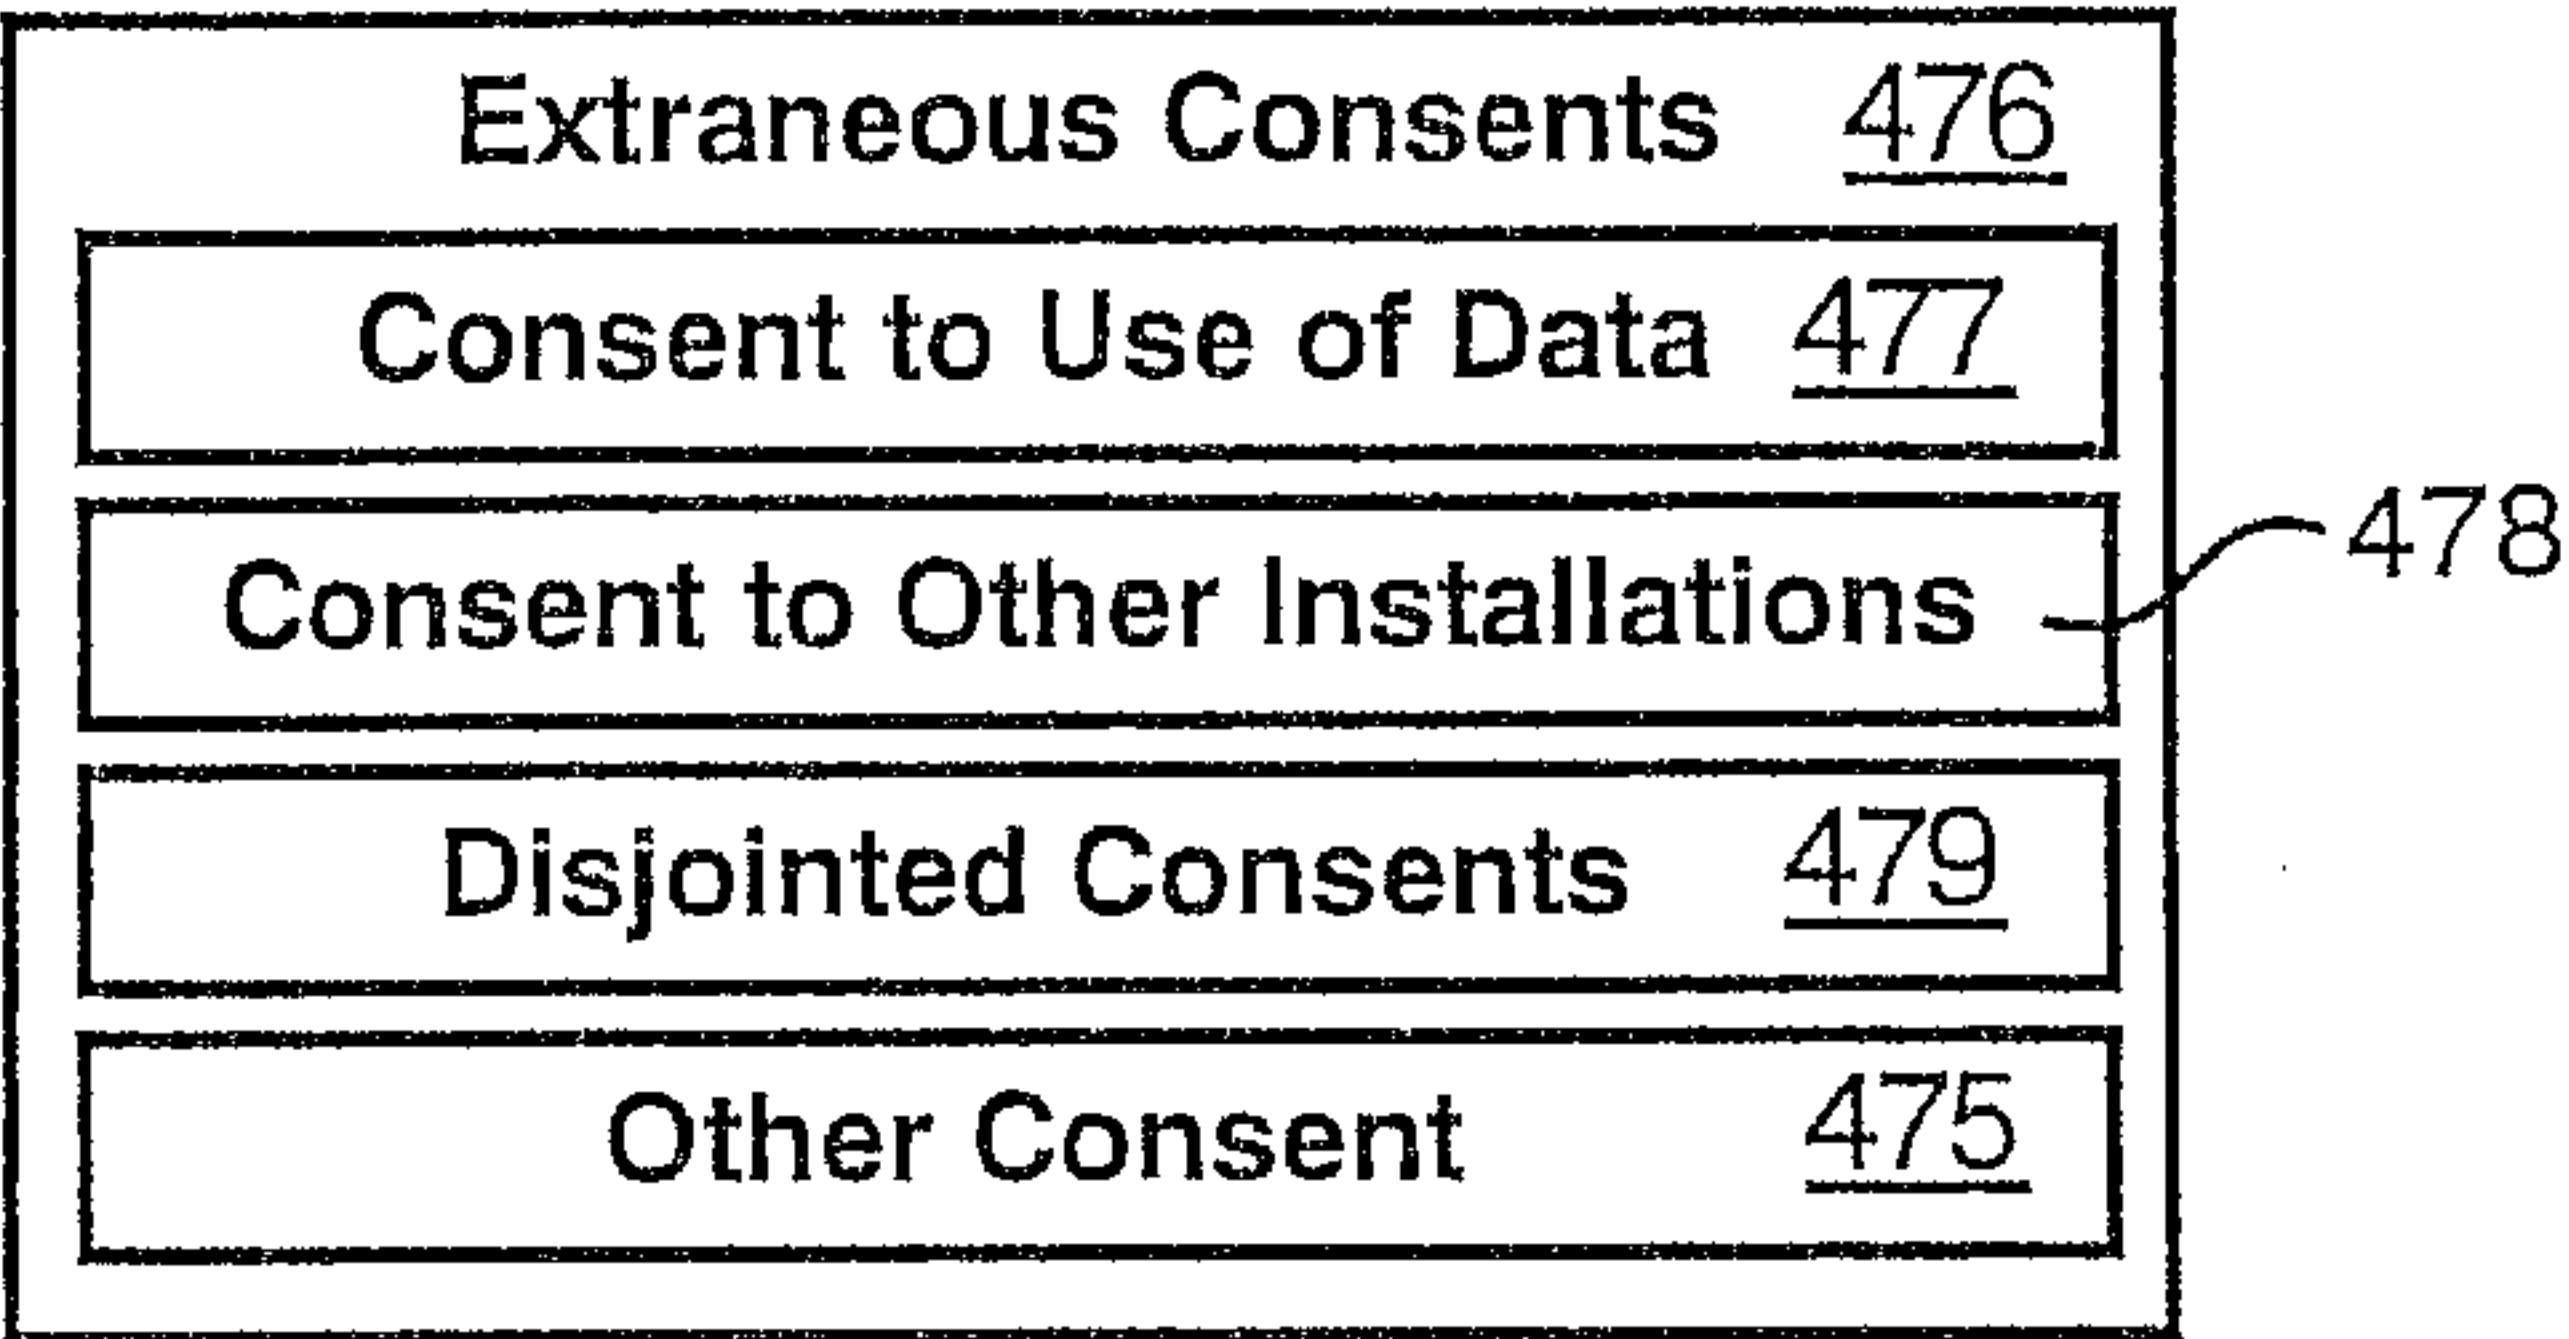 Extraneous Consents 476
Consent to Use of Data 477
Consent to Other Installations 478
Disjointed Consents 479
Other Consent 475